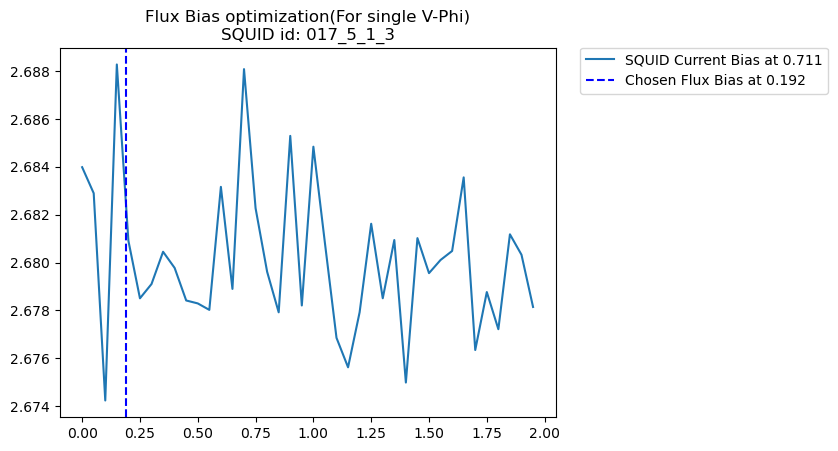 Flux Bias optimization(For single V-Phi)
SQUID id: 017_5_1_3
SQUID Current Bias at 0.711
Chosen Flux Bias at 0.192
2.688
2.686
2.684
2.682
2.680
2.678
2.676
2.674
0.00 0.25 0.50 0.75 1.00 1.25 1.50 1.75 2.00